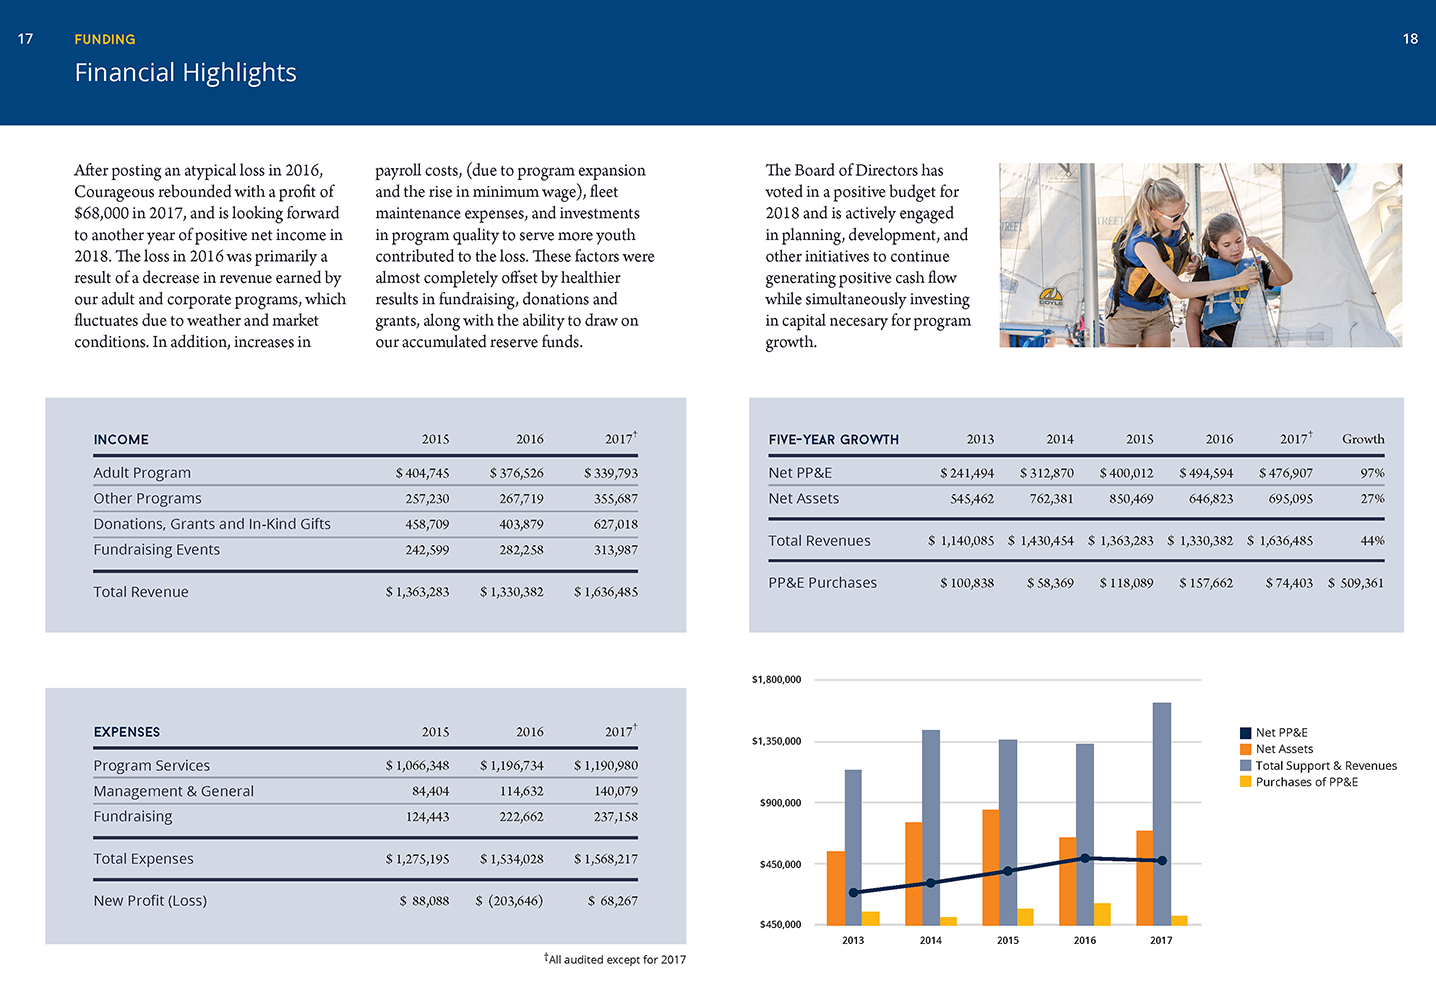 17
FUNDING
18
Financial Highlights
After posting an atypical loss in 2016,
Courageous rebounded with a profit of
$68,000 in 2017, and is looking forward
to another year of positive net income in
2018. The loss in 2016 was primarily a
result of a decrease in revenue earned by
our adult and corporate programs, which
fluctuates due to weather and market
conditions. In addition, increases in
payroll costs, (due to program expansion
and the rise in minimum wage), fleet
maintenance expenses, and investments
in program quality to serve more youth
contributed to the loss. These factors were
almost completely offset by healthier
results in fundraising, donations and
grants, along with the ability to draw on
our accumulated reserve funds.
The Board of Directors has
voted in a positive budget for
2018 and is actively engaged
in planning, development, and
other initiatives to continue
generating positive cash flow
while simultaneously investing
in capital necesary for program
growth.
DOYLE
INCOME 2015 2016 2017†
Adult Program $ 404,745 $ 376,526 $ 339,793
Other Programs 257,230 267,719 355,687
Donations, Grants and In-Kind Gifts 458,709 403,879 627,018
Fundraising Events 242,599 282,258 313,987
Total Revenue $ 1,363,283 $ 1,330,382 $ 1,636,485
FIVE-YEAR GROWTH 2013 2014 2015 2016 2017† Growth
Net PP&E $ 241,494 $ 312,870 $ 400,012 $ 494,594 $ 476,907 97%
Net Assets 545,462 762,381 850,469 646,823 695,095 27%
Total Revenues $ 1,140,085 $ 1,430,454 $ 1,363,283 $ 1,330,382 $ 1,636,485 44%
PP&E Purchases $ 100,838 $ 58,369 $ 118,089 $ 157,662 $ 74,403 $ 509,361
EXPENSES 2015 2016 2017†
Program Services $ 1,066,348 $ 1,196,734 $ 1,190,980
Management & General 84,404 114,632 140,079
Fundraising 124,443 222,662 237,158
Total Expenses $ 1,275,195 $ 1,534,028 $ 1,568,217
New Profit (Loss) $ 88,088 $ (203,646) $ 68,267
†All audited except for 2017
$1,800,000
$1,350,000
$900,000
$450,000
$450,000
2013 2014 2015 2016 2017
Net PP&E
Net Assets
Total Support & Revenues
Purchases of PP&E